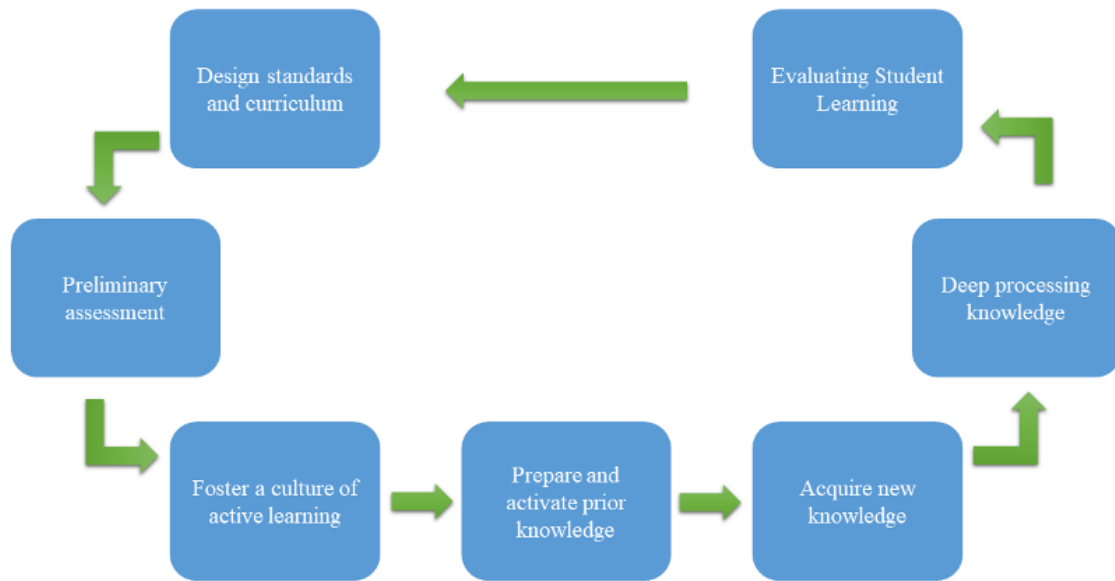 Design standards
and curriculum
Evaluating Student
Learning
Preliminary
assessment
Deep processing
knowledge
Foster a culture of
active learning
Prepare and
activate prior
knowledge
Acquire new
knowledge